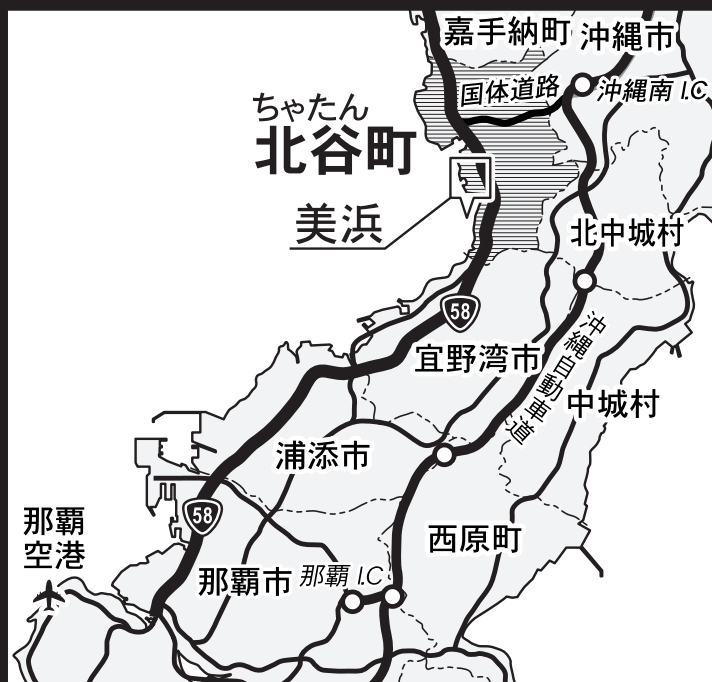 嘉手納町
沖縄市
国体道路
沖縄南 I.C
ちゃたん
北谷町
美浜
北中城村
58
宜野湾市
沖縄自動車道
中城村
浦添市
58
西原町
那覇
空港
那覇市
那覇 I.C